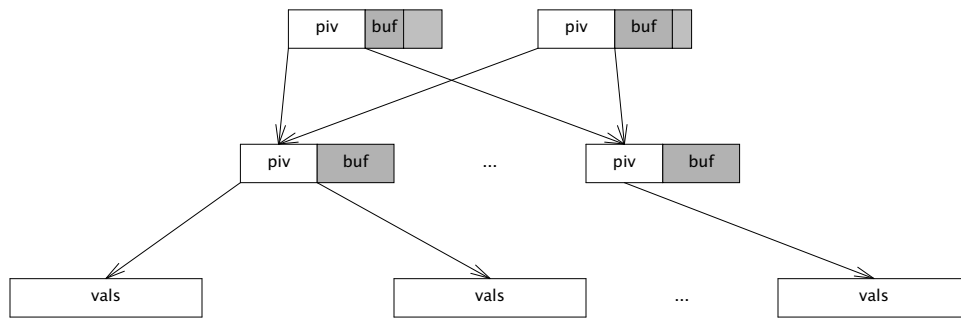 piv buf piv buf
piv buf ... piv buf
vals vals ... vals